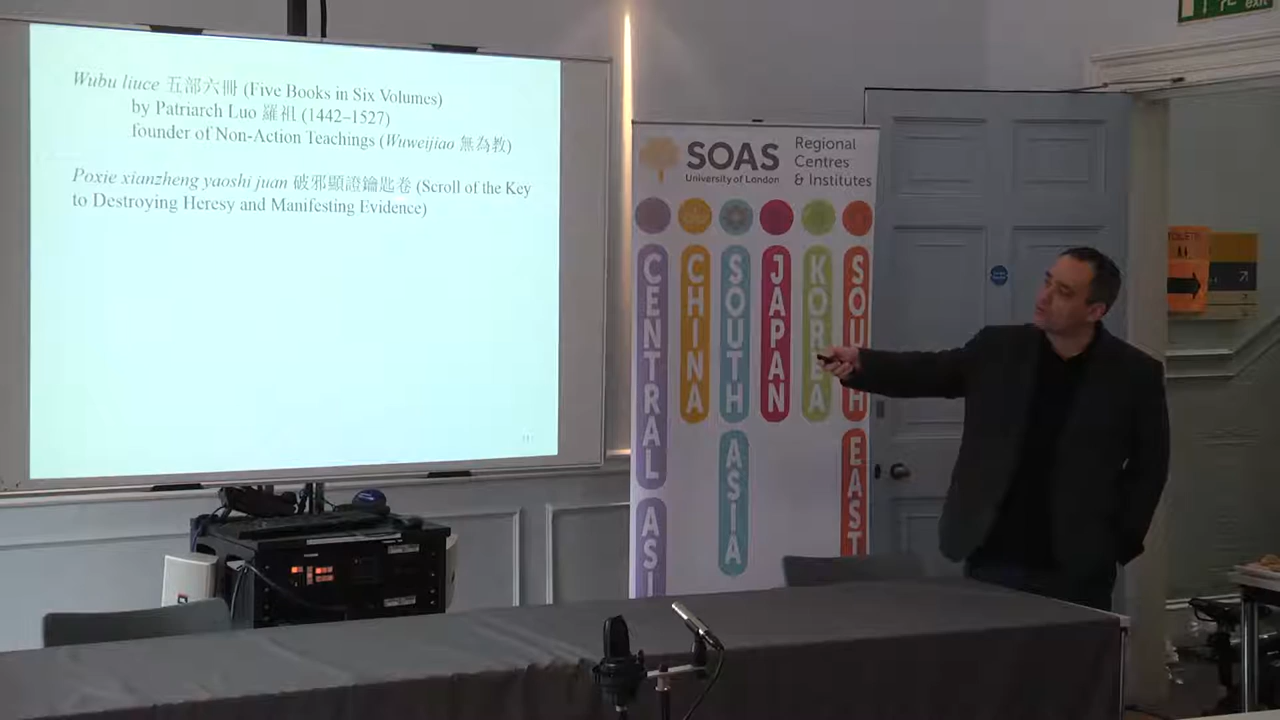 Wubu liuce 五部六冊 (Five Books in Six Volumes)
by Patriarch Luo 羅祖 (1442–1527)
founder of Non-Action Teachings (Wuweijiao 無為教)
Poxie xianzheng yaoshi juan 破邪顯證鑰匙卷 (Scroll of the Key
to Destroying Heresy and Manifesting Evidence)
SOAS
University of London
Regional
Centres
& Institutes
CENTRAL ASI
CHINA
SOUTH ASIA
JAPAN
KOREA
SOUTH EAST
exit